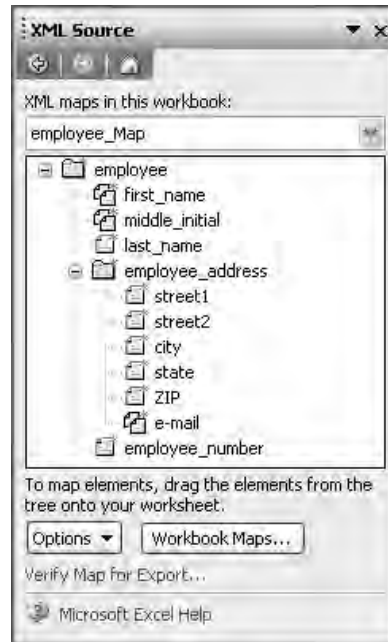 XML Source
XML maps in this workbook:
employee_Map
employee
first_name
middle_initial
last_name
employee_address
street1
street2
city
state
ZIP
e-mail
employee_number
To map elements, drag the elements from the
tree onto your worksheet.
Options
Workbook Maps...
Verify Map for Export...
Microsoft Excel Help